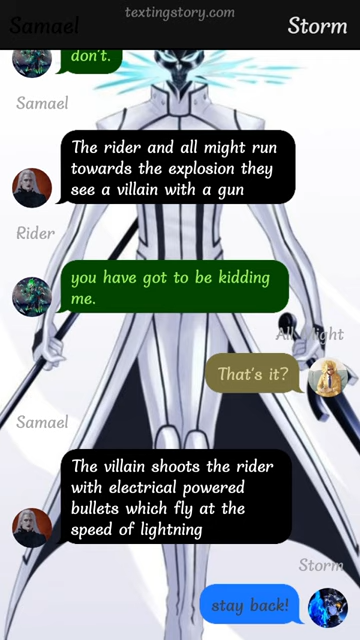 textingstory.com
Samael
Storm
don't.
Samael
The rider and all might run
towards the explosion they
see a villain with a gun
Rider
you have got to be kidding
me.
All might
That's it?
Samael
The villain shoots the rider
with electrical powered
bullets which fly at the
speed of lightning
Storm
stay back!